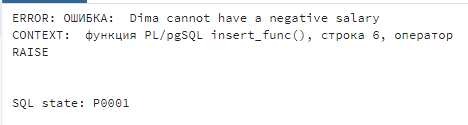 ERROR: ОШИБКА: Dima cannot have a negative salary
CONTEXT: функция PL/pgSQL insert_func(), строка 6, оператор
RAISE
SQL state: P0001